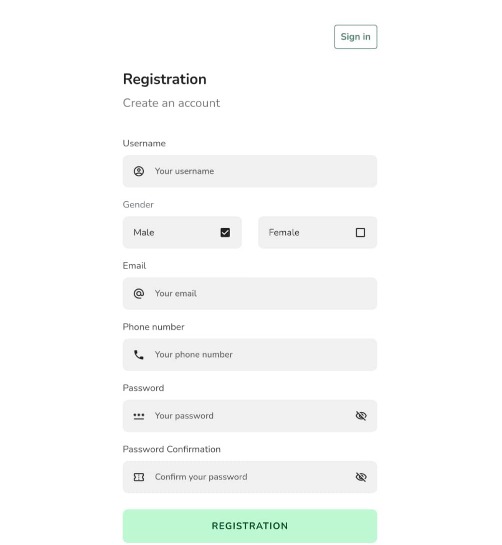 Sign in
Registration
Create an account
Username
Your username
Gender
Male
Female
Email
Your email
Phone number
Your phone number
Password
Your password
Password Confirmation
Confirm your password
REGISTRATION